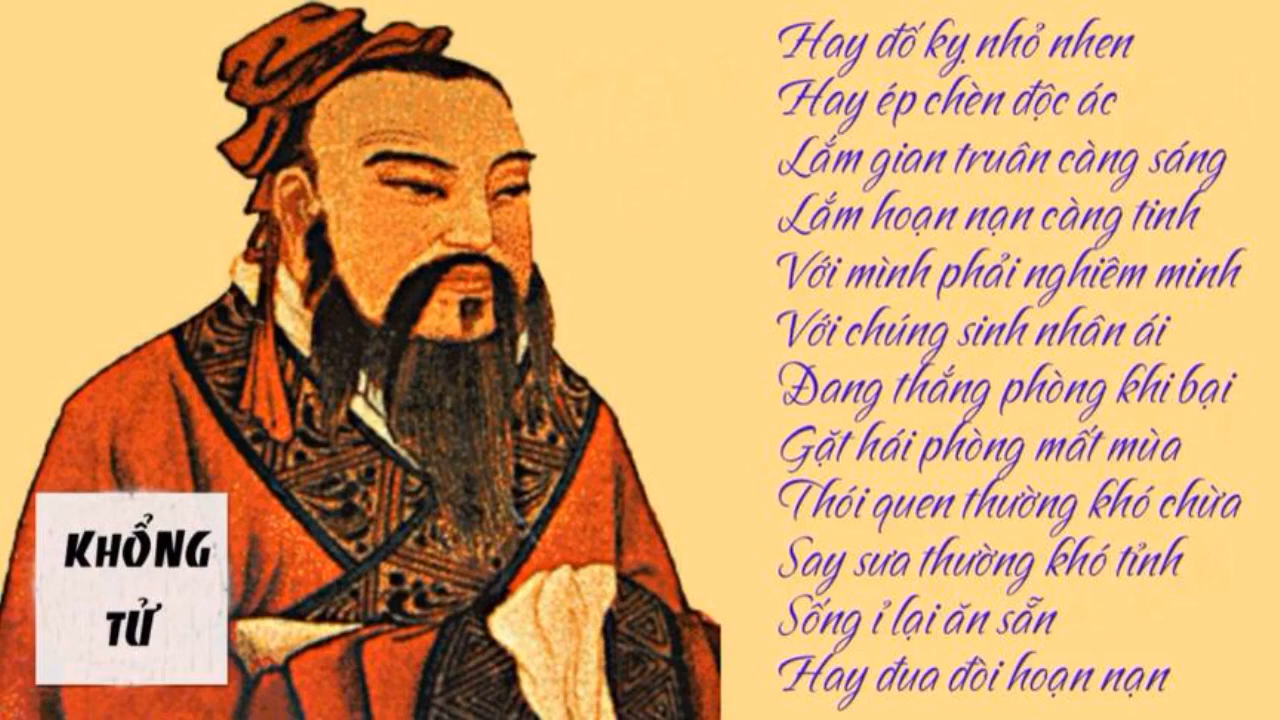 Hay đố kỵ nhỏ nhen
Hay ép chèn độc ác
Lắm gian truân càng sáng
Lắm hoạn nạn càng tinh
Với mình phải nghiêm minh
Với chúng sinh nhân ái
Đang thắng phòng khi bại
Gặt hái phòng mất mùa
Thói quen thường khó chừa
Say sưa thường khó tỉnh
Sống ỉ lại ăn sẵn
Hay đua đòi hoạn nạn
KHỔNG
TỬ